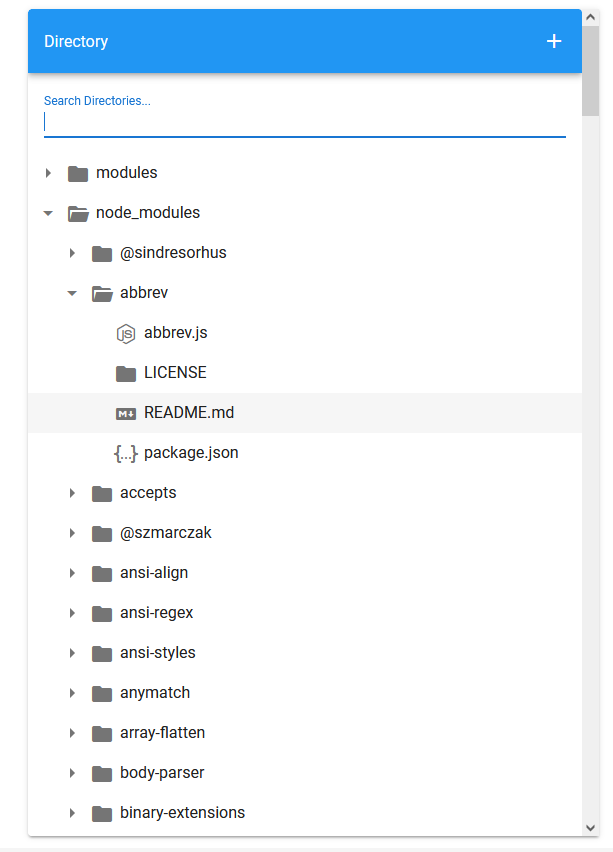 Directory
Search Directories...
modules
node_modules
@sindresorhus
abbrev
JS abbrev.js
LICENSE
M README.md
{...} package.json
accepts
@szmarczak
ansi-align
ansi-regex
ansi-styles
anymatch
array-flatten
body-parser
binary-extensions